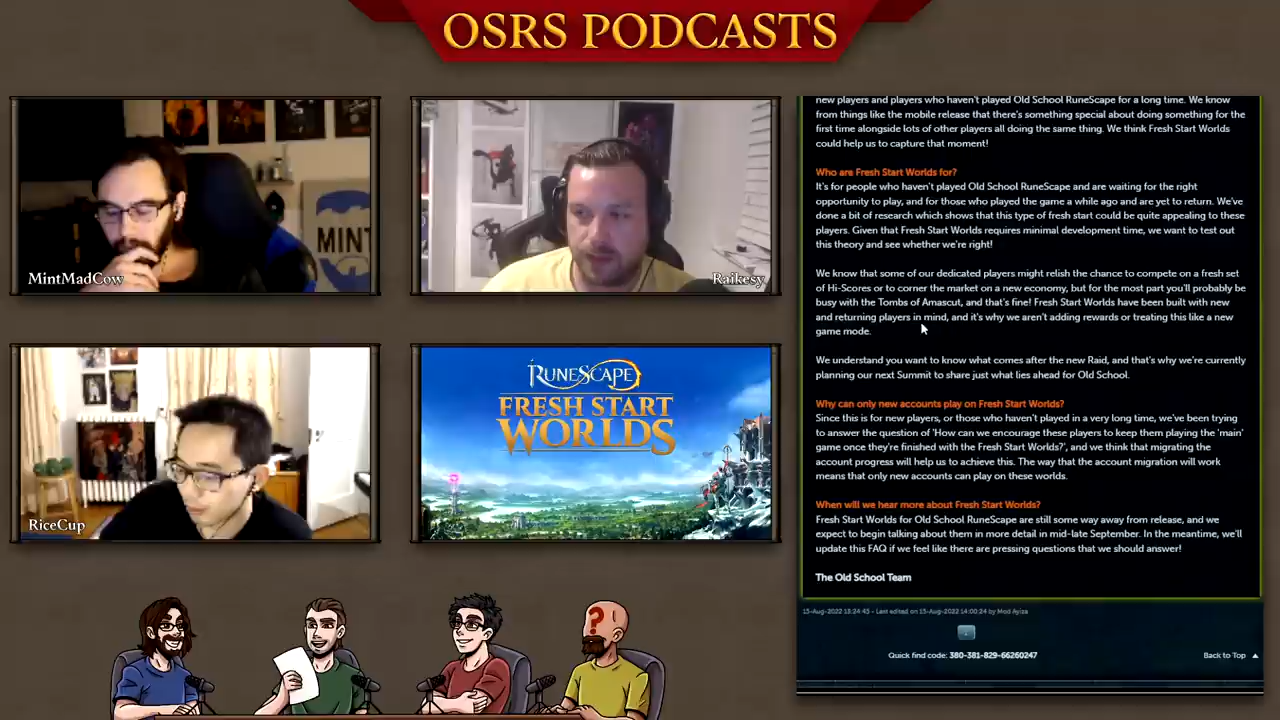 OSRS PODCASTS
MINT
MintMadCow
Raikesy
RiceCup
RUNESCAPE
FRESH START
WORLDS
?
new players and players who haven't played Old School RuneScape for a long time. We know
from things like the mobile release that there's something special about doing something for the
first time alongside lots of other players all doing the same thing. We think Fresh Start Worlds
could help us to capture that moment!
Who are Fresh Start Worlds for?
It's for people who haven't played Old School RuneScape and are waiting for the right
opportunity to play, and for those who played the game a while ago and are yet to return. We've
done a bit of research which shows that this type of fresh start could be quite appealing to these
players. Given that Fresh Start Worlds requires minimal development time, we want to test out
this theory and see whether we're right!
We know that some of our dedicated players might relish the chance to compete on a fresh set
of Hi-Scores or to corner the market on a new economy, but for the most part you'll probably be
busy with the Tombs of Amascut, and that's fine! Fresh Start Worlds have been built with new
and returning players in mind, and it's why we aren't adding rewards or treating this like a new
game mode.
We understand you want to know what comes after the new Raid, and that's why we're currently
planning our next Summit to share just what lies ahead for Old School.
Why can only new accounts play on Fresh Start Worlds?
Since this is for new players, or those who haven't played in a very long time, we've been trying
to answer the question of 'How can we encourage these players to keep them playing the 'main'
game once they're finished with the Fresh Start Worlds?', and we think that migrating the
account progress will help us to achieve this. The way that the account migration will work
means that only new accounts can play on these worlds.
When will we hear more about Fresh Start Worlds?
Fresh Start Worlds for Old School RuneScape are still some way away from release, and we
expect to begin talking about them in more detail in mid-late September. In the meantime, we'll
update this FAQ if we feel like there are pressing questions that we should answer!
The Old School Team
15-Aug-2022 13:24:45 - Last edited on 15-Aug-2022 14:00:24 by Mod Ayiza
Quick find code: 380-381-829-66260247
Back to Top